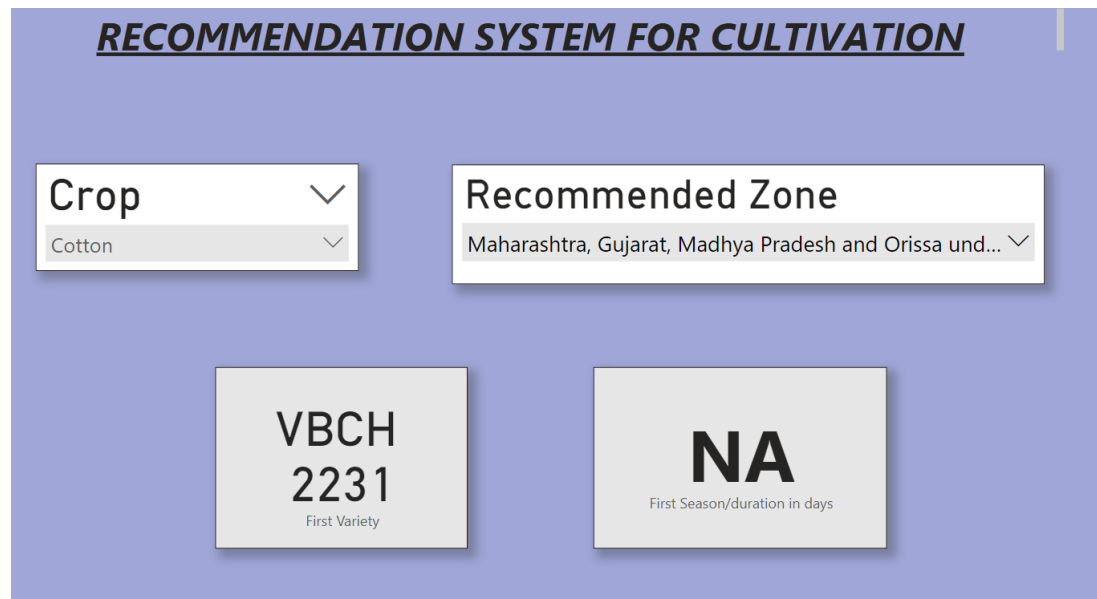 RECOMMENDATION SYSTEM FOR CULTIVATION
Crop
Cotton
Recommended Zone
Maharashtra, Gujarat, Madhya Pradesh and Orissa und...
VBCH
2231
First Variety
NA
First Season/duration in days